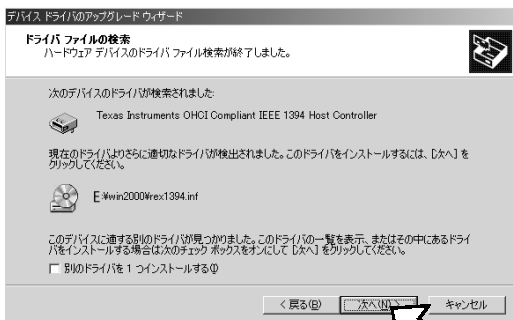 デバイス ドライバのアップグレード ウィザード
ドライバ ファイルの検索
ハードウェア デバイスのドライバ ファイル検索が終了しました。
次のデバイスのドライバが検索されました:
Texas Instruments OHCI Compliant IEEE 1394 Host Controller
現在のドライバよりさらに適切なドライバが検出されました。このドライバをインストールするには、[次へ] を
クリックしてください。
E:¥win2000¥rex1394.inf
このデバイスに適する別のドライバが見つかりました。このドライバの一覧を表示、またはその中にあるドライ
バをインストールする場合は次のチェック ボックスをオンにして [次へ] をクリックしてください。
別のドライバを 1 つインストールする(I)
< 戻る(B)
次へ(N) >
キャンセル